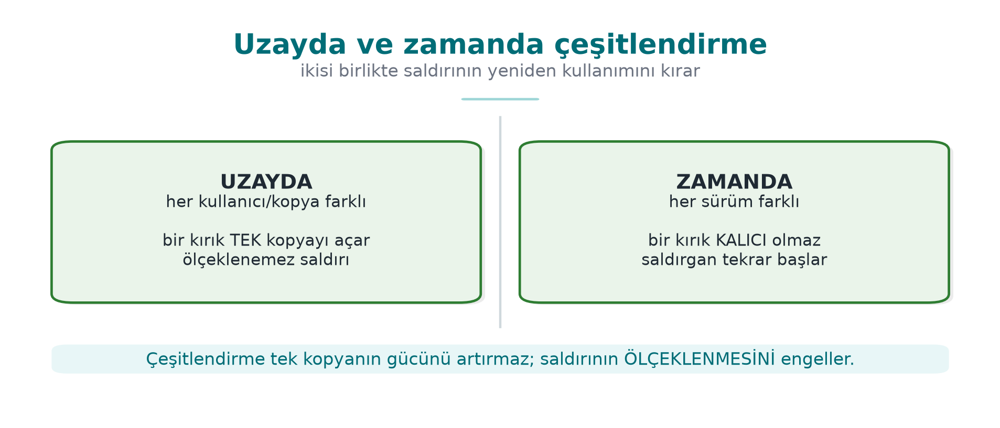 Uzayda ve zamanda çeşitlendirme
ikisi birlikte saldırının yeniden kullanımını kırar
UZAYDA
her kullanıcı/kopya farklı
bir kırık TEK kopyayı açar
ölçeklenemez saldırı
ZAMANDA
her sürüm farklı
bir kırık KALICI olmaz
saldırgan tekrar başlar
Çeşitlendirme tek kopyanın gücünü artırmaz; saldırının ÖLÇEKLENMESİNİ engeller.